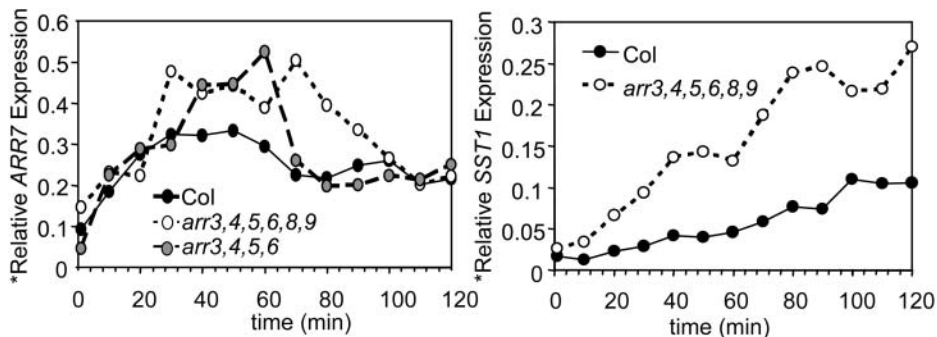 *Relative ARR7 Expression
0.6
0.5
0.4
0.3
0.2
0.1
0
Col
arr3,4,5,6,8,9
arr3,4,5,6
0 20 40 60 80 100 120
time (min)
*Relative SST1 Expression
0.3
0.25
0.2
0.15
0.1
0.05
0
Col
arr3,4,5,6,8,9
0 20 40 60 80 100 120
time (min)